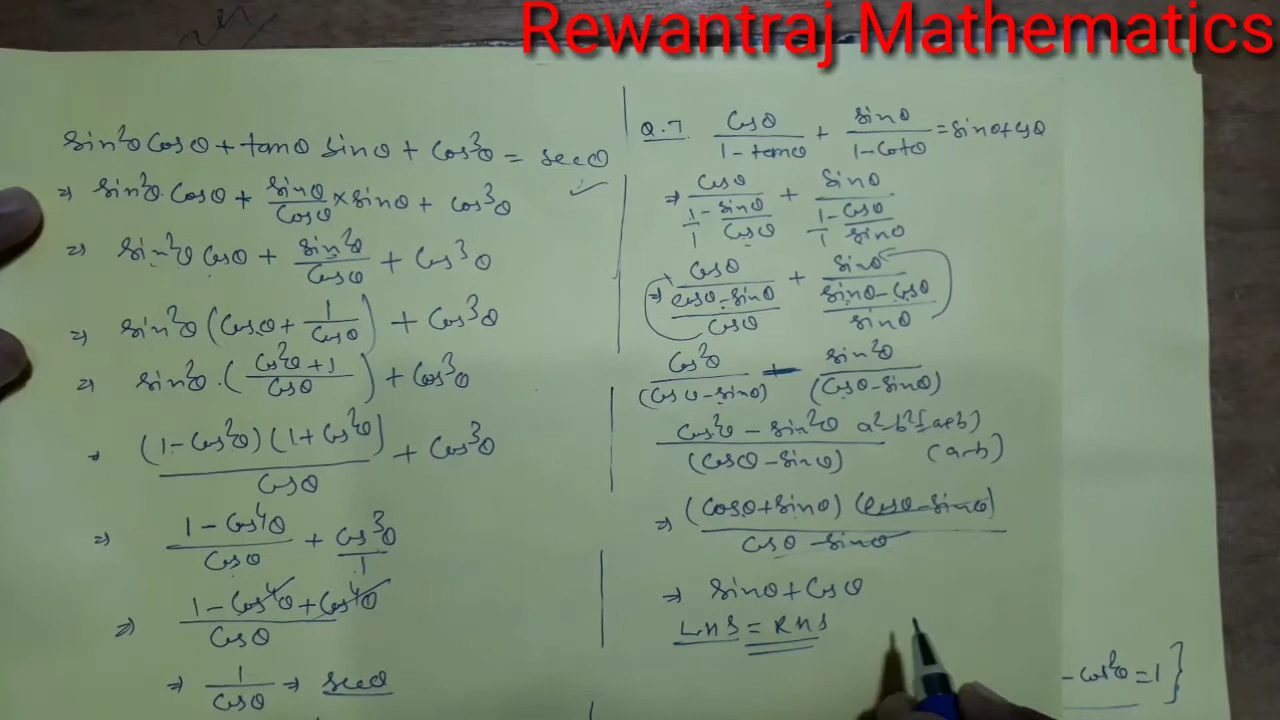 Rewantraj Mathematics
sin²θ cosθ + tanθ sinθ + cos³θ = secθ
⇒ sin²θ · cosθ + sinθ/cosθ × sinθ + cos³θ
⇒ sin²θ cosθ + sin²θ/cosθ + cos³θ
⇒ sin²θ (cosθ + 1/cosθ) + cos³θ
⇒ sin²θ · (cos²θ + 1/cosθ) + cos³θ
⇒ (1 - cos²θ) (1 + cos²θ)/cosθ + cos³θ
⇒ 1 - cos⁴θ/cosθ + cos³θ/1
⇒ 1 - cos⁴θ + cos⁴θ/cosθ
⇒ 1/cosθ ⇒ secθ
Q.7 cosθ/1 - tanθ + sinθ/1 - cotθ = sinθ + cosθ
⇒ cosθ/(1/1 - sinθ/cosθ) + sinθ/(1/1 - cosθ/sinθ)
⇒ cosθ/(cosθ - sinθ/cosθ) + sinθ/(sinθ - cosθ/sinθ)
cos²θ/(cosθ - sinθ) - sin²θ/(cosθ - sinθ)
cos²θ - sin²θ/(cosθ - sinθ) a² - b² = (a+b) (a-b)
⇒ (cosθ + sinθ) (cosθ - sinθ)/cosθ - sinθ
⇒ sinθ + cosθ
LHS = RHS
- cos²θ = 1 }